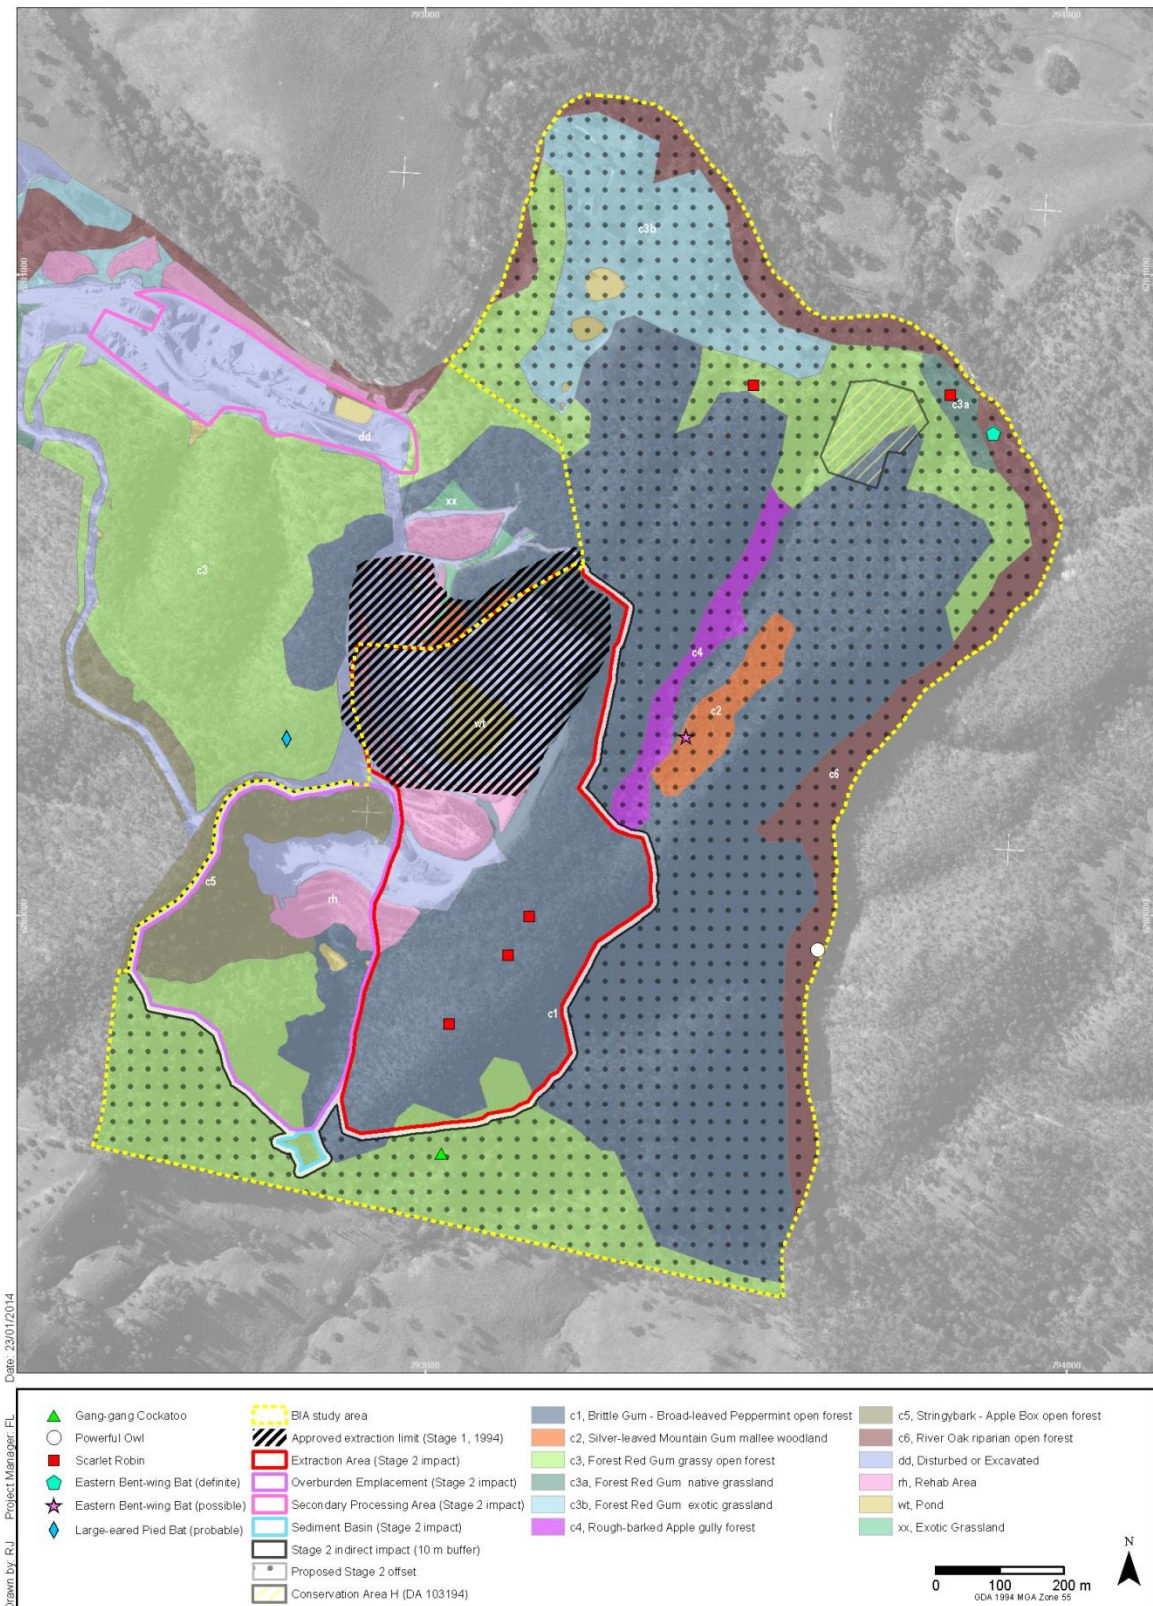 793000
794000
6201000
6201000
c3b
c3a
dd
xx
c3
c4
c2
wt
c6
c5
rh
6200000
6200000
c1
793000
794000
Date: 23/01/2014
Project Manager: FL
Drawn by: RJ
Gang-gang Cockatoo
Powerful Owl
Scarlet Robin
Eastern Bent-wing Bat (definite)
Eastern Bent-wing Bat (possible)
Large-eared Pied Bat (probable)
BIA study area
Approved extraction limit (Stage 1, 1994)
Extraction Area (Stage 2 impact)
Overburden Emplacement (Stage 2 impact)
Secondary Processing Area (Stage 2 impact)
Sediment Basin (Stage 2 impact)
Stage 2 indirect impact (10 m buffer)
Proposed Stage 2 offset
Conservation Area H (DA 103194)
c1, Brittle Gum - Broad-leaved Peppermint open forest
c2, Silver-leaved Mountain Gum mallee woodland
c3, Forest Red Gum grassy open forest
c3a, Forest Red Gum native grassland
c3b, Forest Red Gum exotic grassland
c4, Rough-barked Apple gully forest
c5, Stringybark - Apple Box open forest
c6, River Oak riparian open forest
dd, Disturbed or Excavated
rh, Rehab Area
wt, Pond
xx, Exotic Grassland
N
0 100 200 m
GDA 1994 MGA Zone 55